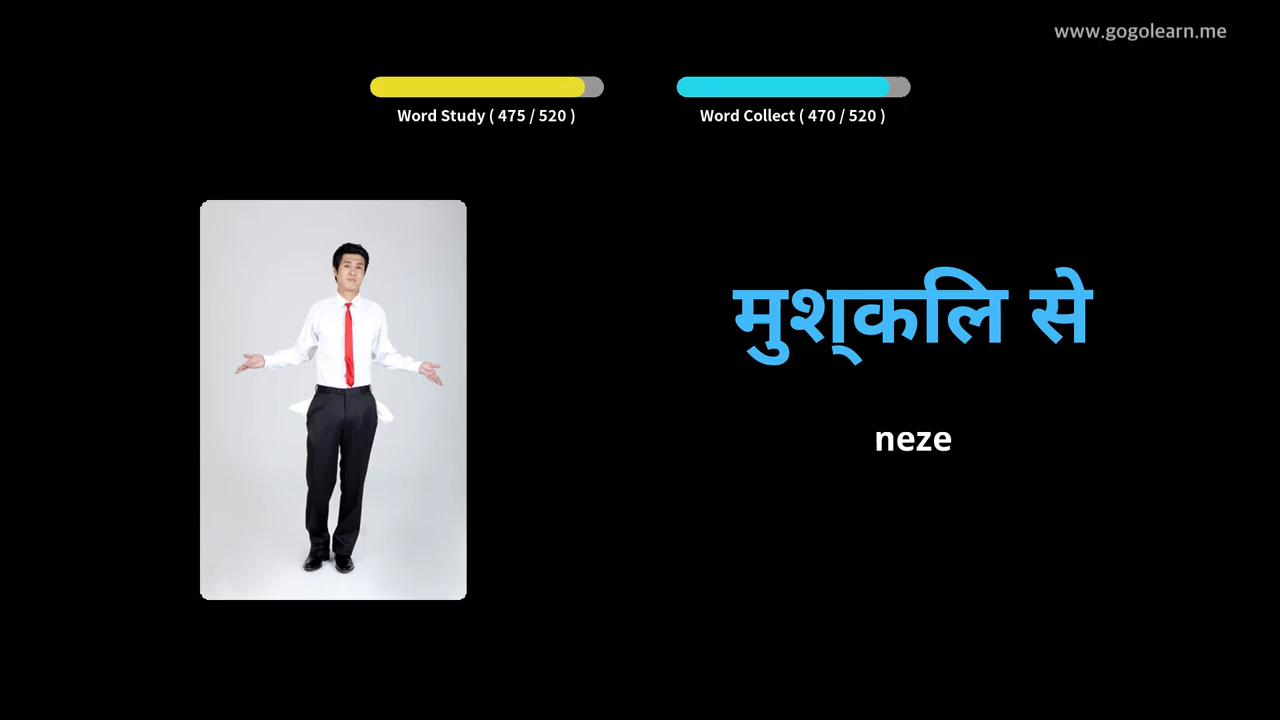 www.gogolearn.me
Word Study ( 475 / 520 )
Word Collect ( 470 / 520 )
मुश्किल से
neze